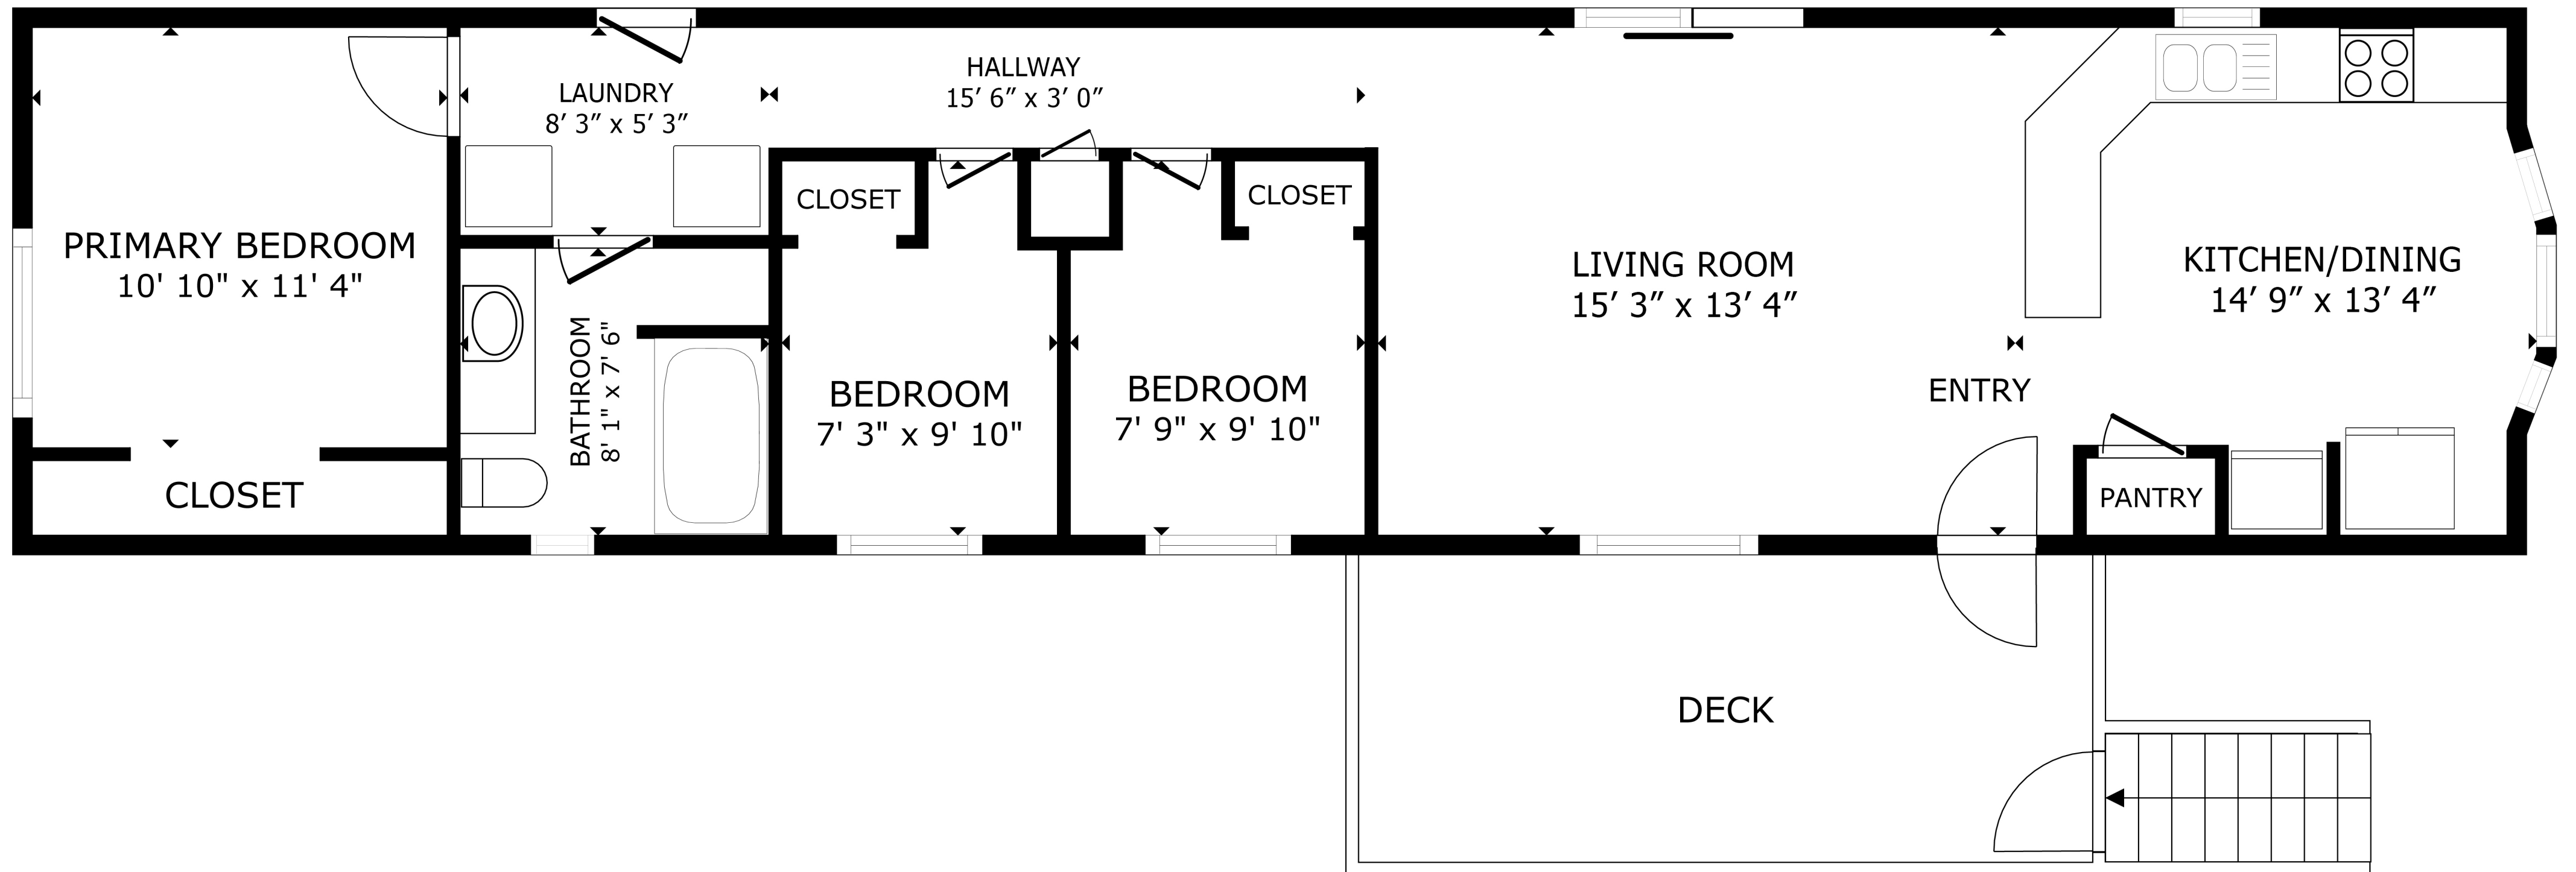 HALLWAY
15′ 6″ x 3′ 0″
LAUNDRY
8′ 3″ x 5′ 3″
CLOSET
CLOSET
PRIMARY BEDROOM
10' 10" x 11' 4"
LIVING ROOM
15′ 3″ x 13′ 4″
KITCHEN/DINING
14′ 9″ x 13′ 4″
BATHROOM
8' 1" x 7' 6"
BEDROOM
7' 3" x 9' 10"
BEDROOM
7' 9" x 9' 10"
ENTRY
CLOSET
PANTRY
DECK